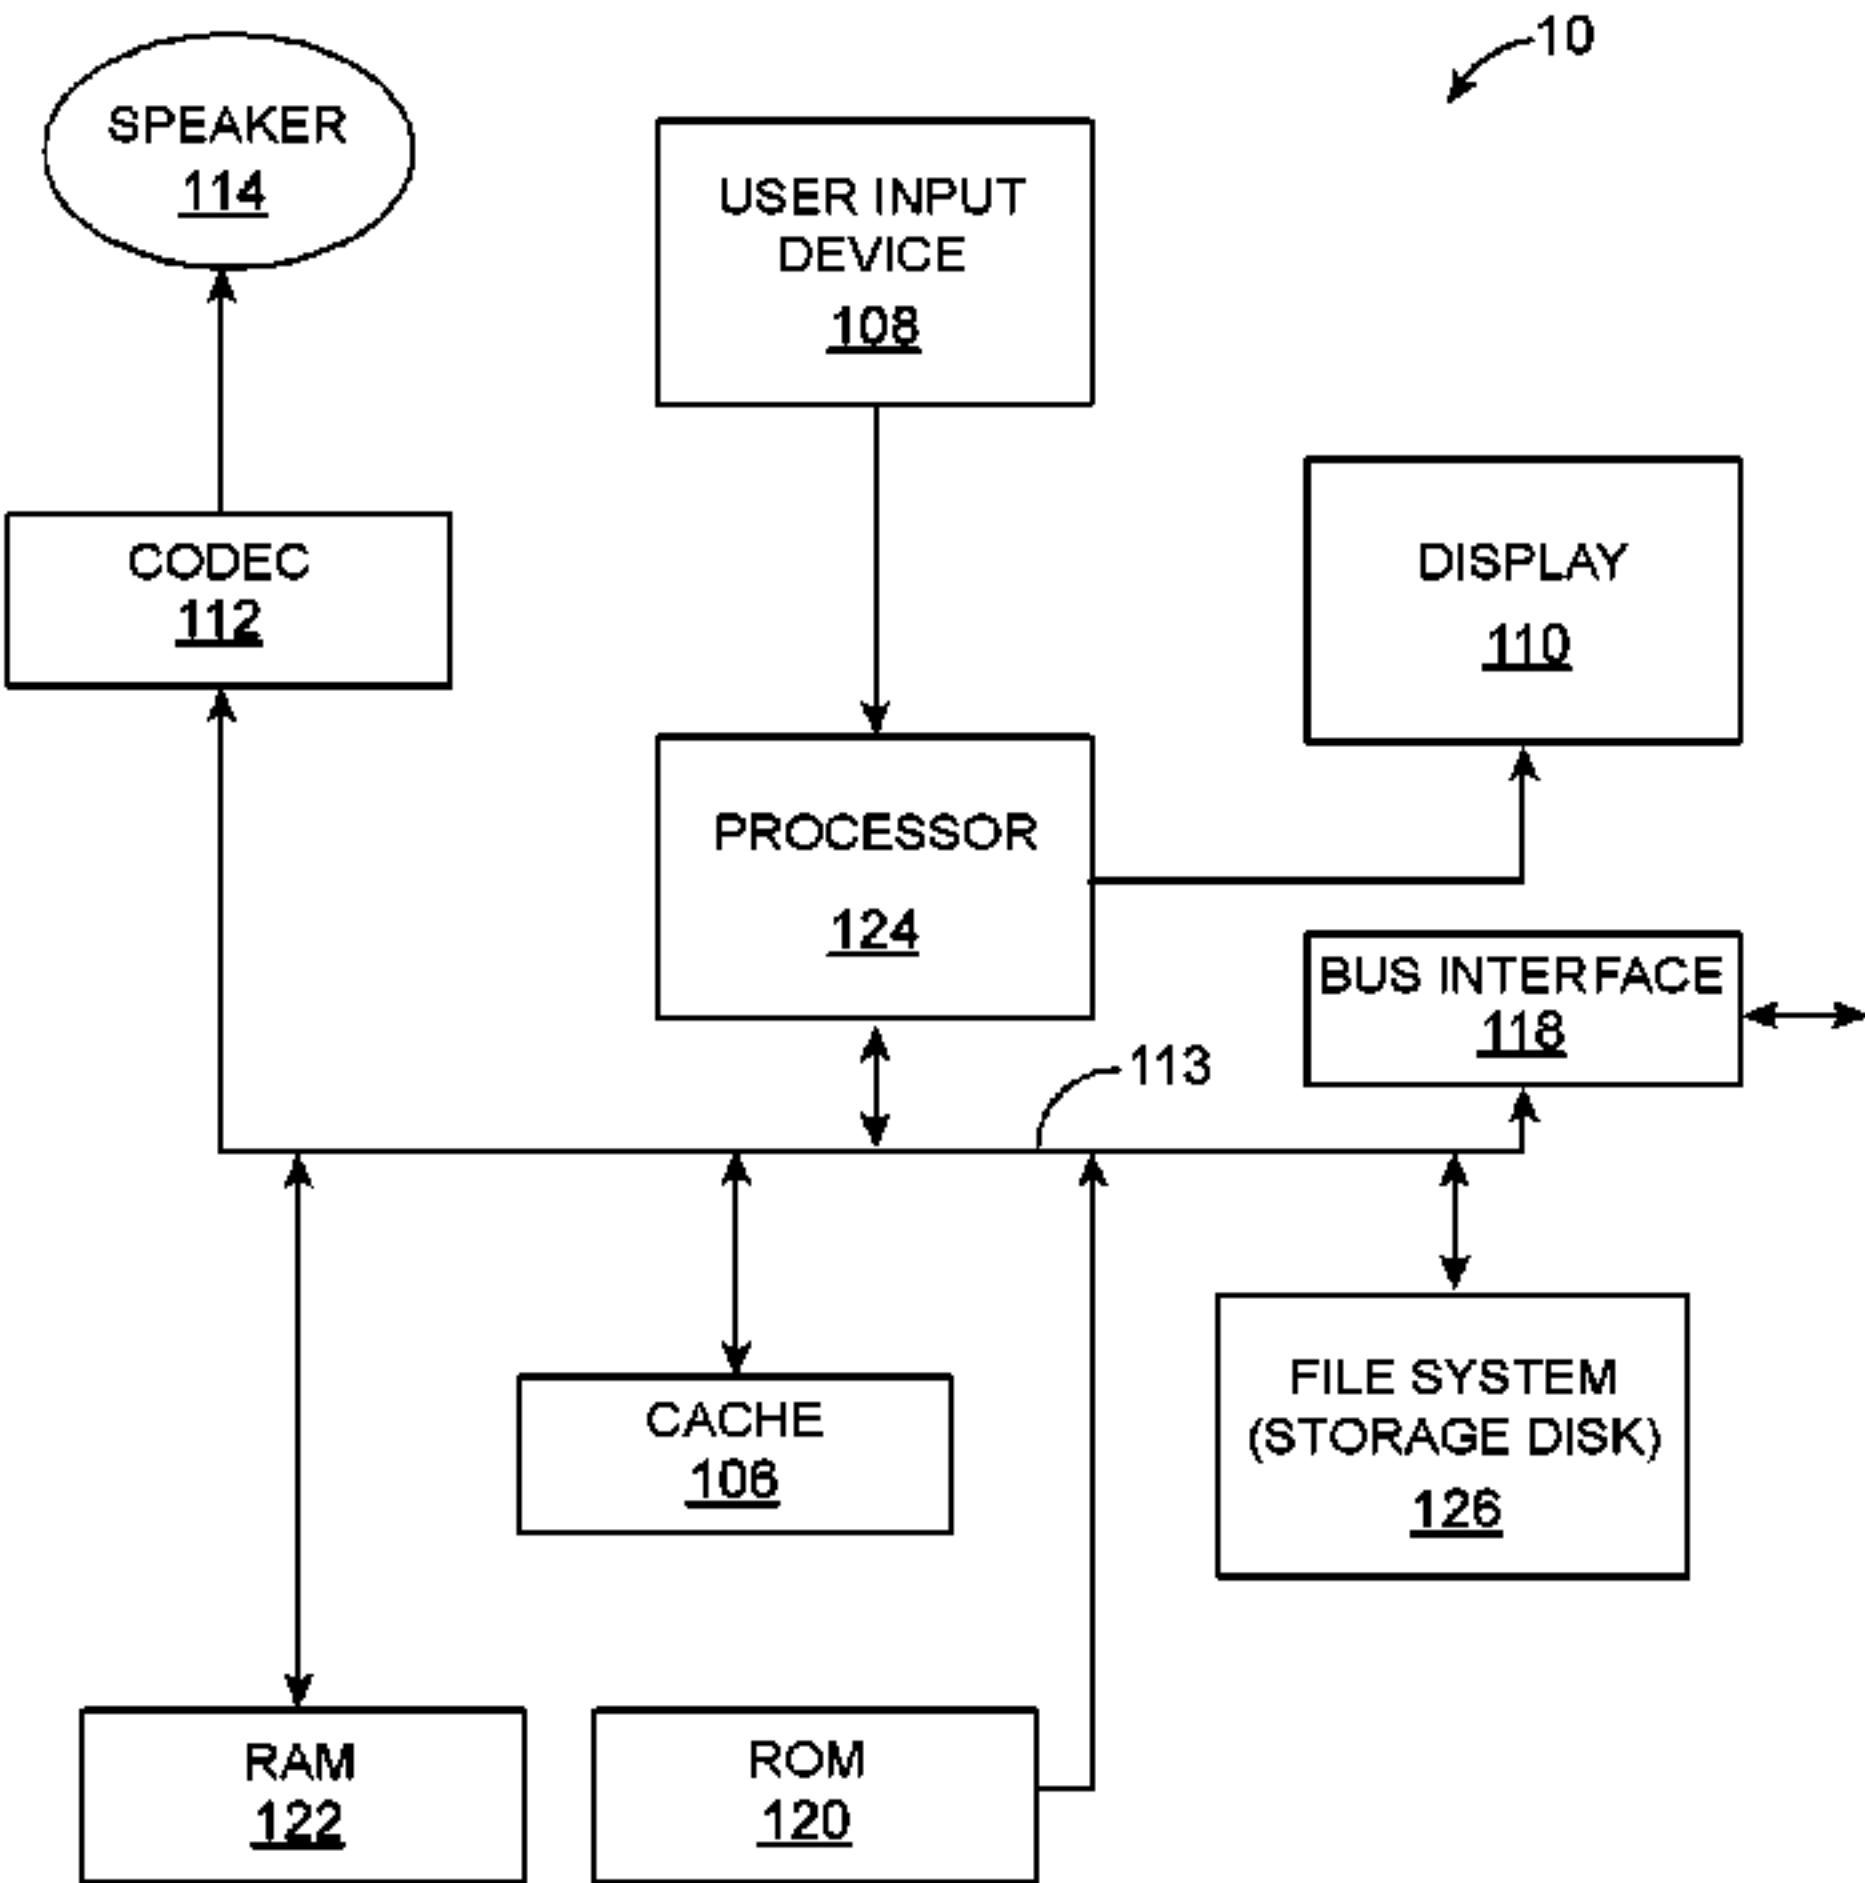 10
SPEAKER
114
USER INPUT
DEVICE
108
CODEC
112
DISPLAY
110
PROCESSOR
124
BUS INTERFACE
118
113
CACHE
106
FILE SYSTEM
(STORAGE DISK)
126
RAM
122
ROM
120